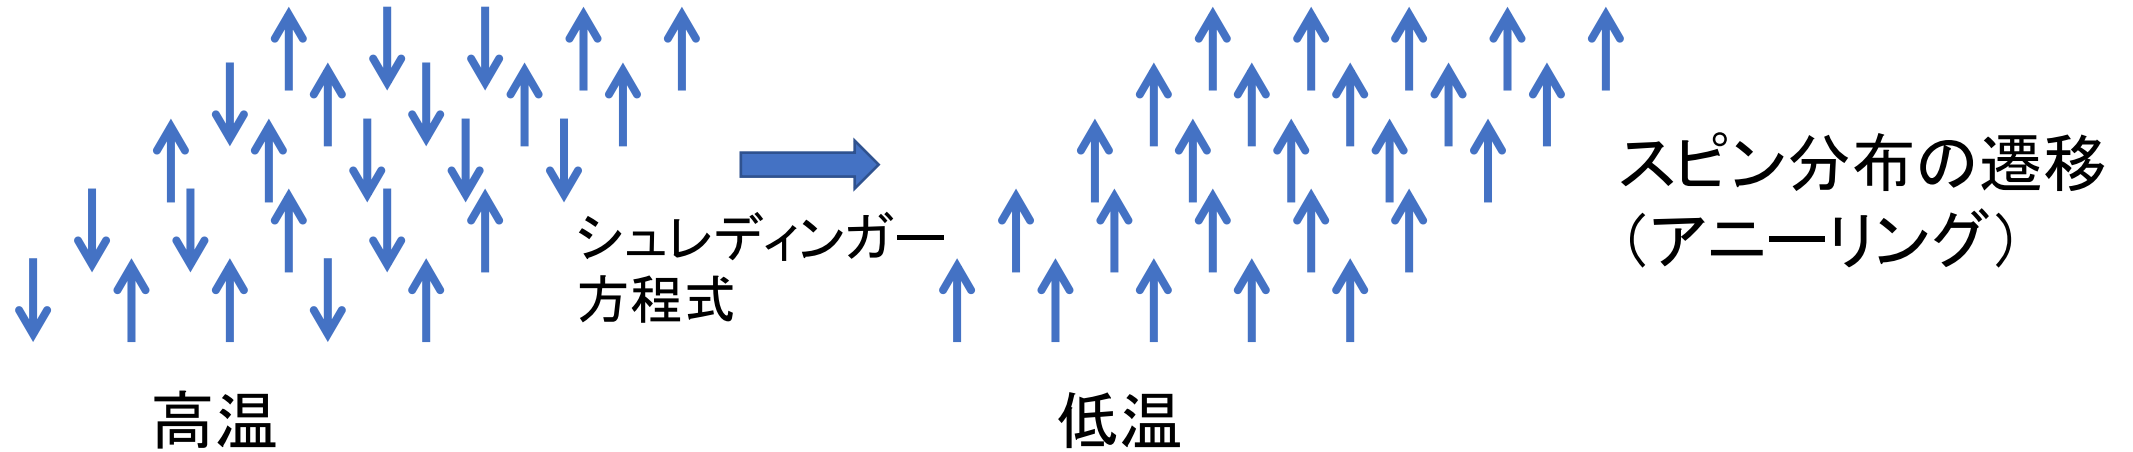 シュレディンガー
方程式
スピン分布の遷移
（アニーリング）
高温
低温